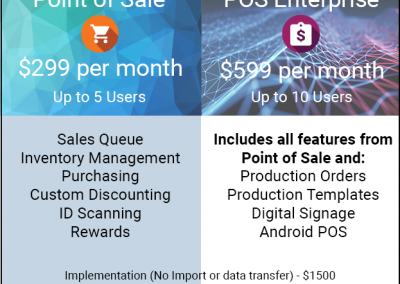 Point of Sale
$299 per month
Up to 5 Users
Sales Queue
Inventory Management
Purchasing
Custom Discounting
ID Scanning
Rewards
POS Enterprise
$599 per month
Up to 10 Users
Includes all features from
Point of Sale and:
Production Orders
Production Templates
Digital Signage
Android POS
Implementation (No Import or data transfer) - $1500